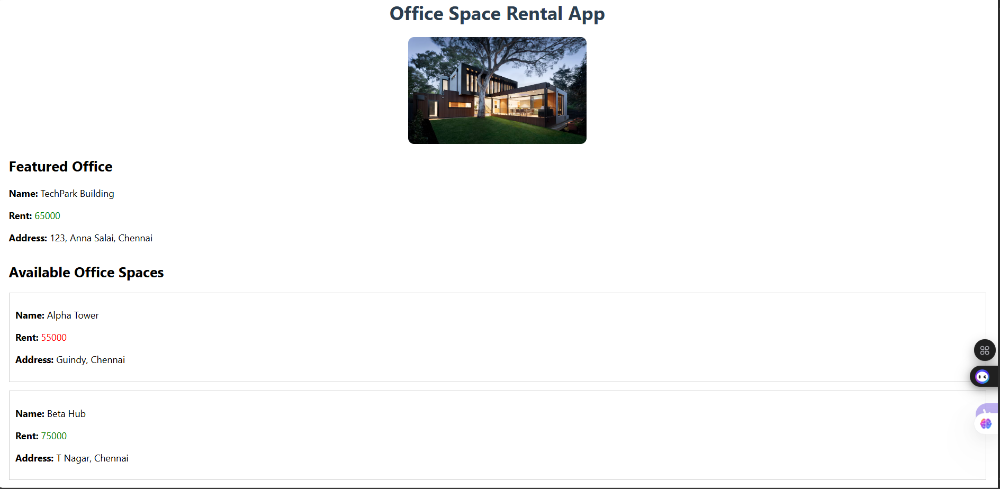 Office Space Rental App
Featured Office
Name: TechPark Building
Rent: 65000
Address: 123, Anna Salai, Chennai
Available Office Spaces
Name: Alpha Tower
Rent: 55000
Address: Guindy, Chennai
Name: Beta Hub
Rent: 75000
Address: T Nagar, Chennai